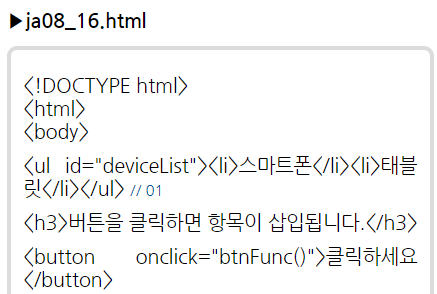 ▶ja08_16.html
<!DOCTYPE html>
<html>
<body>
<ul id="deviceList"><li>스마트폰</li><li>태블
릿</li></ul> // 01
<h3>버튼을 클릭하면 항목이 삽입됩니다.</h3>
<button onclick="btnFunc()">클릭하세요
</button>